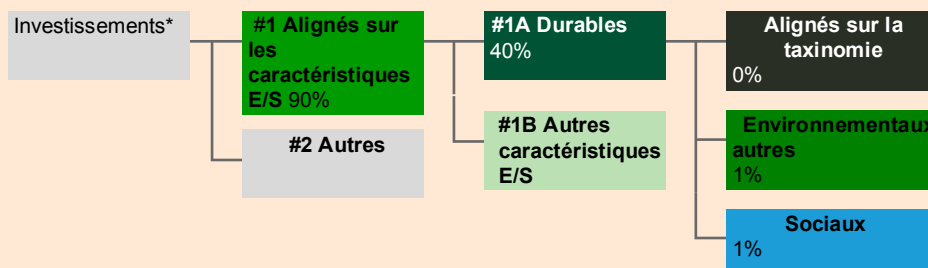 Investissements*
#1 Alignés sur
les
caractéristiques
E/S 90%
#2 Autres
#1A Durables
40%
#1B Autres
caractéristiques
E/S
Alignés sur la
taxinomie
0%
Environnementaux
autres
1%
Sociaux
1%